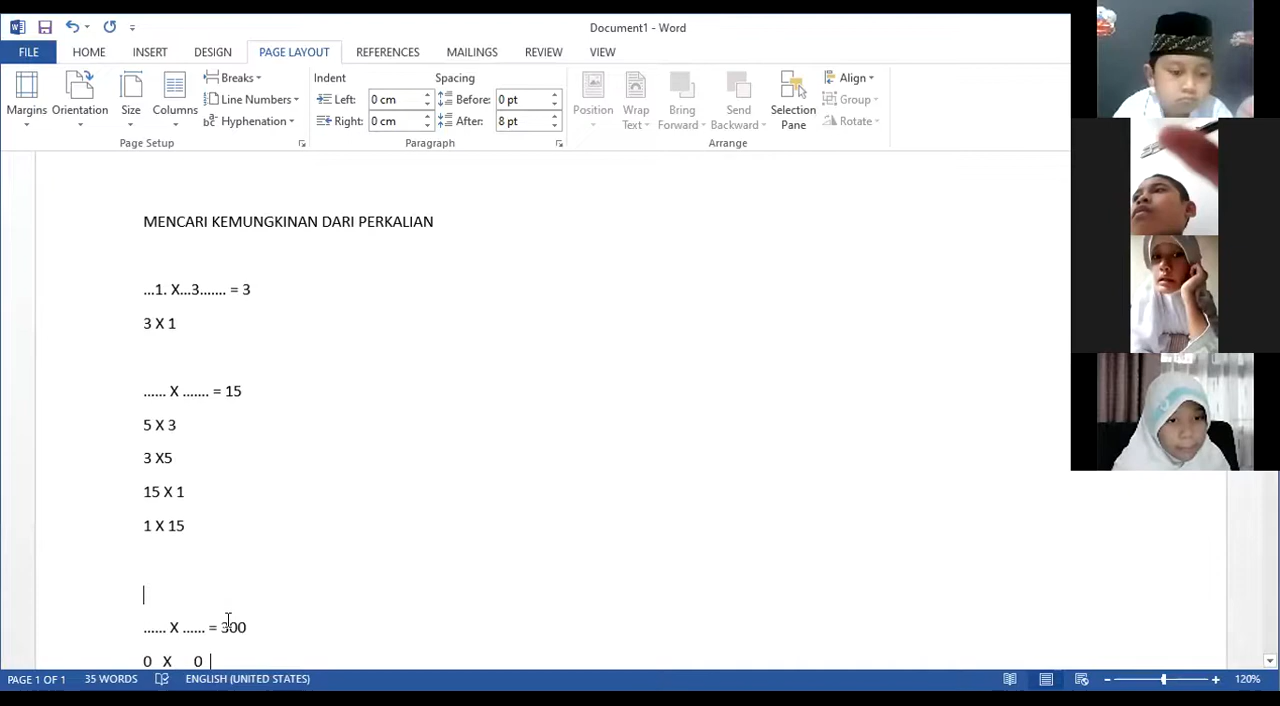 Document1 - Word
FILE HOME INSERT DESIGN PAGE LAYOUT REFERENCES MAILINGS REVIEW VIEW
Margins Orientation Size Columns
Breaks
Line Numbers
Hyphenation
Page Setup
Indent
Left: 0 cm
Right: 0 cm
Spacing
Before: 0 pt
After: 8 pt
Paragraph
Position
Wrap Text
Bring Forward
Send Backward
Selection Pane
Align
Group
Rotate
Arrange
MENCARI KEMUNGKINAN DARI PERKALIAN
...1. X...3....... = 3
3 X 1
...... X ....... = 15
5 X 3
3 X5
15 X 1
1 X 15
...... X ...... = 300
0 X 0
PAGE 1 OF 1 35 WORDS ENGLISH (UNITED STATES) 120%